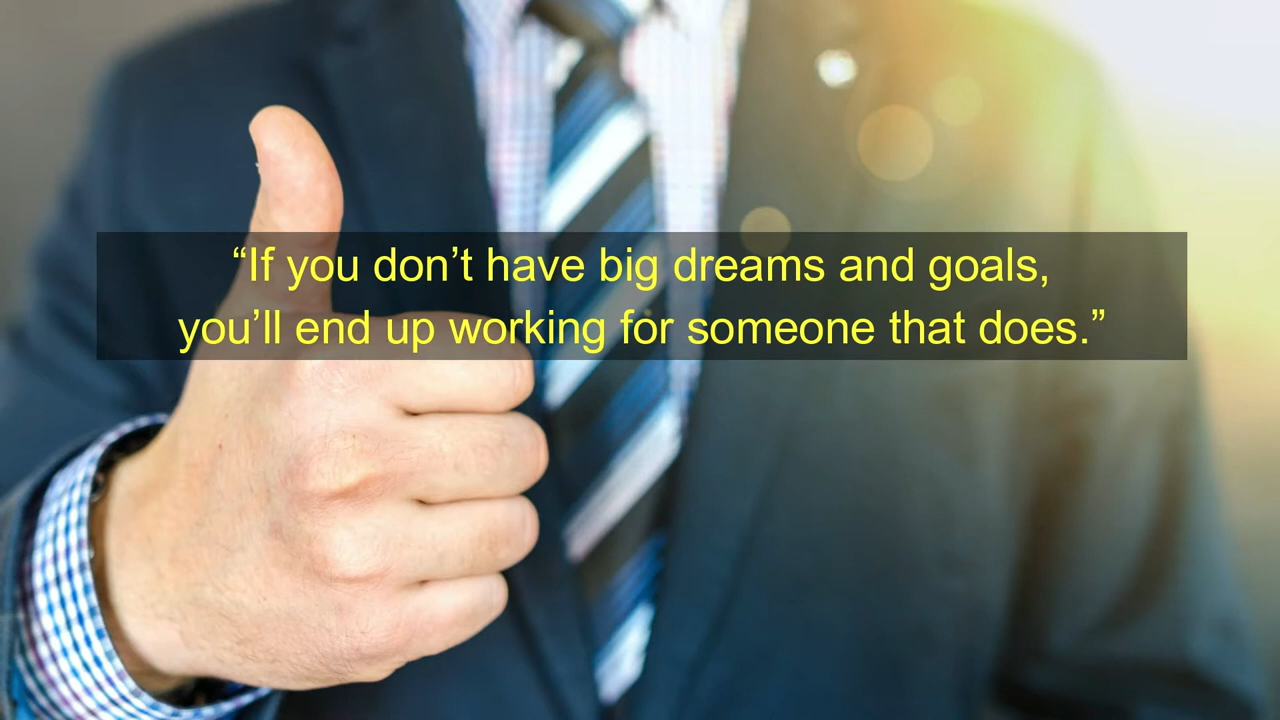 “If you don’t have big dreams and goals,
you’ll end up working for someone that does.”